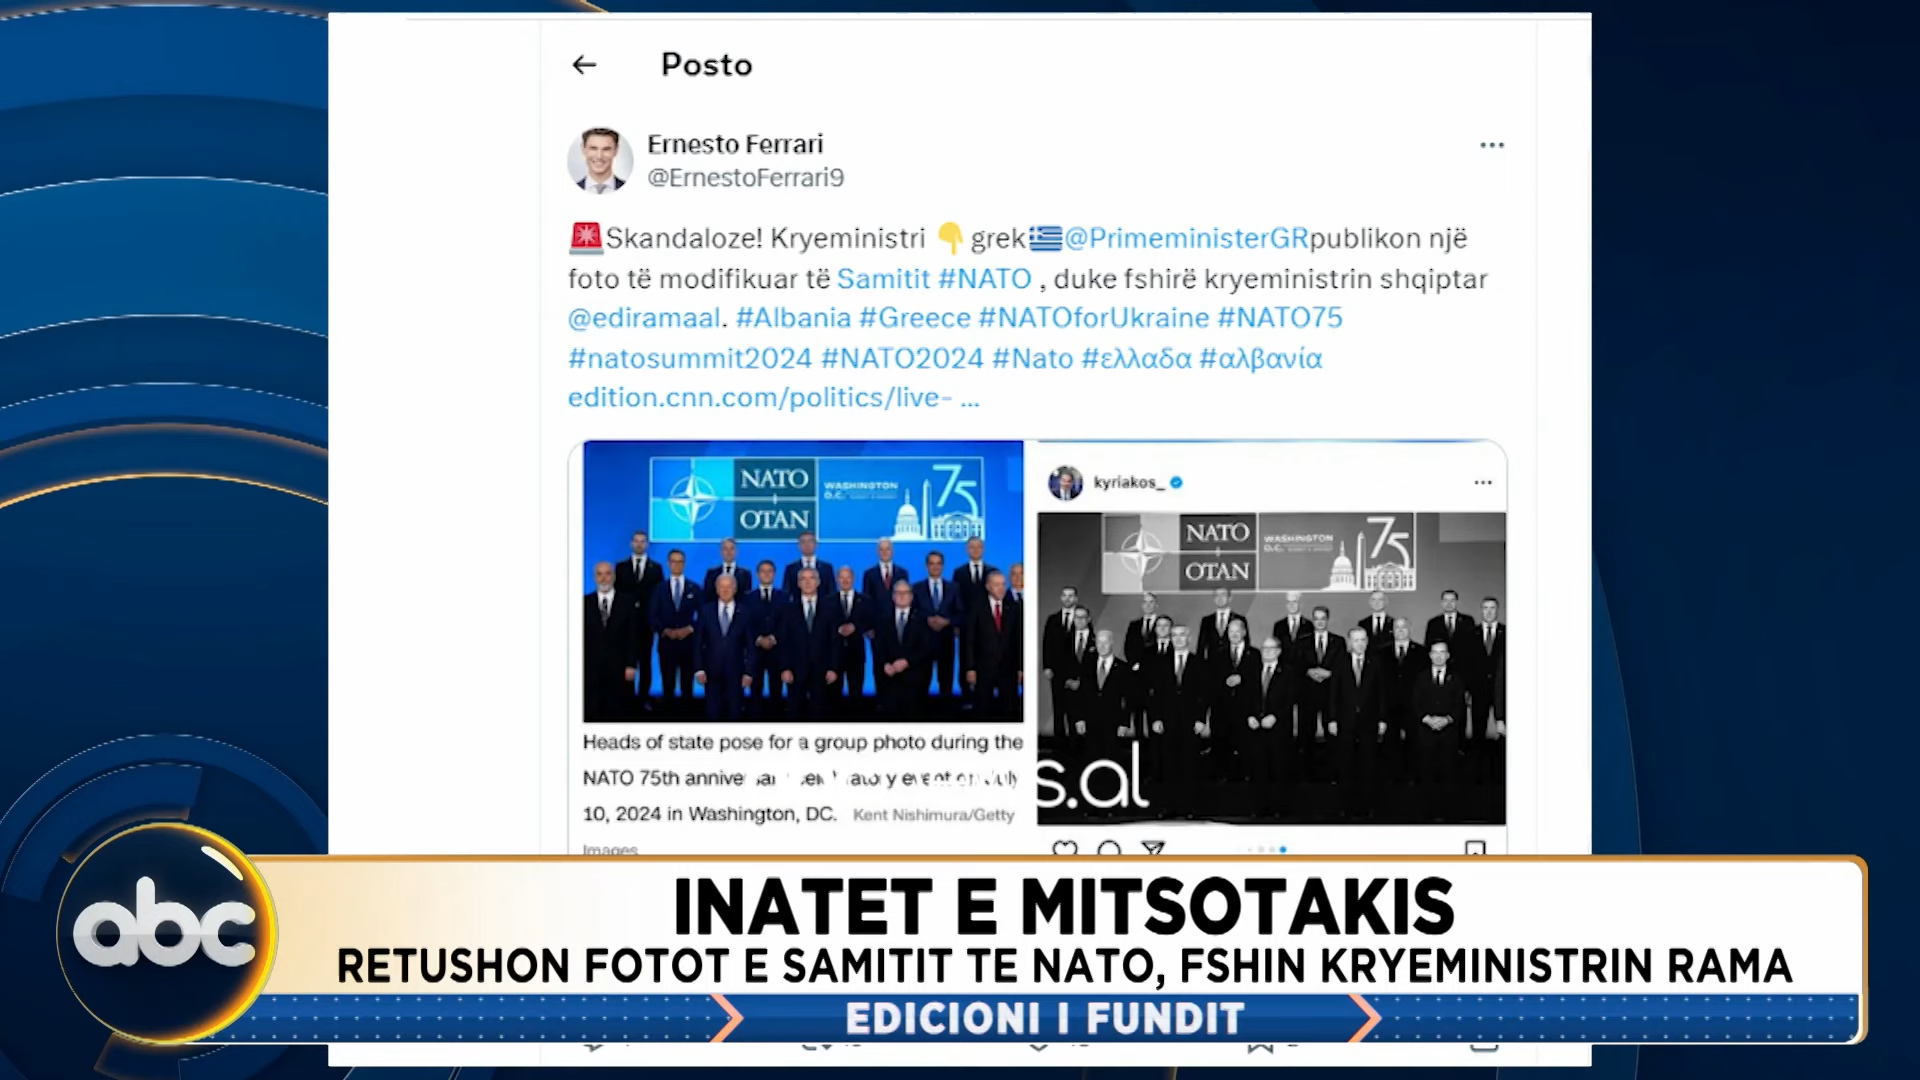 Posto
Ernesto Ferrari
@ErnestoFerrari9
Skandaloze! Kryeministri grek @PrimeministerGRpublikon një
foto të modifikuar të Samitit #NATO , duke fshirë kryeministrin shqiptar
@ediramaal. #Albania #Greece #NATOforUkraine #NATO75
#natosummit2024 #NATO2024 #Nato #ελλαδα #αλβανία
edition.cnn.com/politics/live- ...
NATO
OTAN
WASHINGTON
D.C.
75
Heads of state pose for a group photo during the
NATO 75th
10, 2024 in Washington, DC. Kent Nishimura/Getty
Images
kyriakos_
NATO
OTAN
WASHINGTON
D.C.
75
s.al
abc
INATET E MITSOTAKIS
RETUSHON FOTOT E SAMITIT TE NATO, FSHIN KRYEMINISTRIN RAMA
EDICIONI I FUNDIT